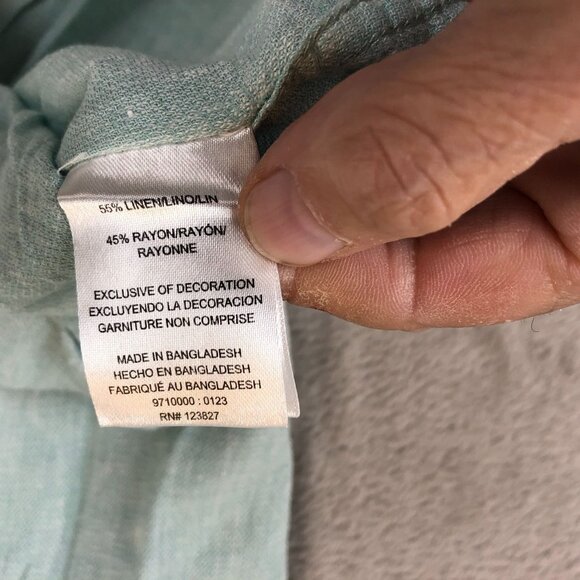 55% LINEN/LINO/LIN
45% RAYON/RAYÓN/
RAYONNE
EXCLUSIVE OF DECORATION
EXCLUYENDO LA DECORACION
GARNITURE NON COMPRISE
MADE IN BANGLADESH
HECHO EN BANGLADESH
FABRIQUÉ AU BANGLADESH
9710000 : 0123
RN# 123827